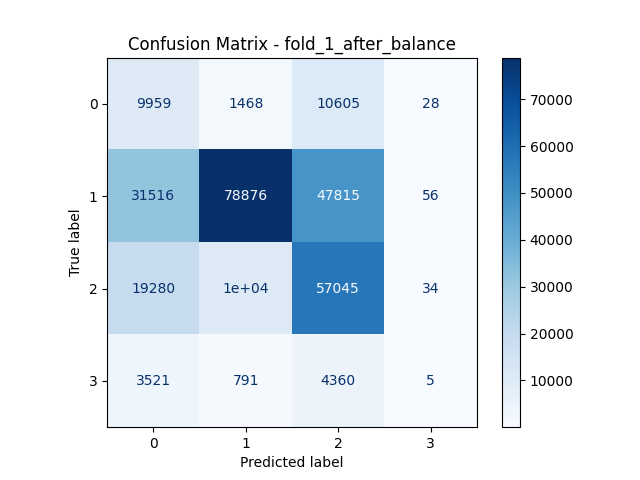 Confusion Matrix - fold_1_after_balance
True label
0 9959 1468 10605 28
1 31516 78876 47815 56
2 19280 1e+04 57045 34
3 3521 791 4360 5
0 1 2 3
Predicted label
70000
60000
50000
40000
30000
20000
10000